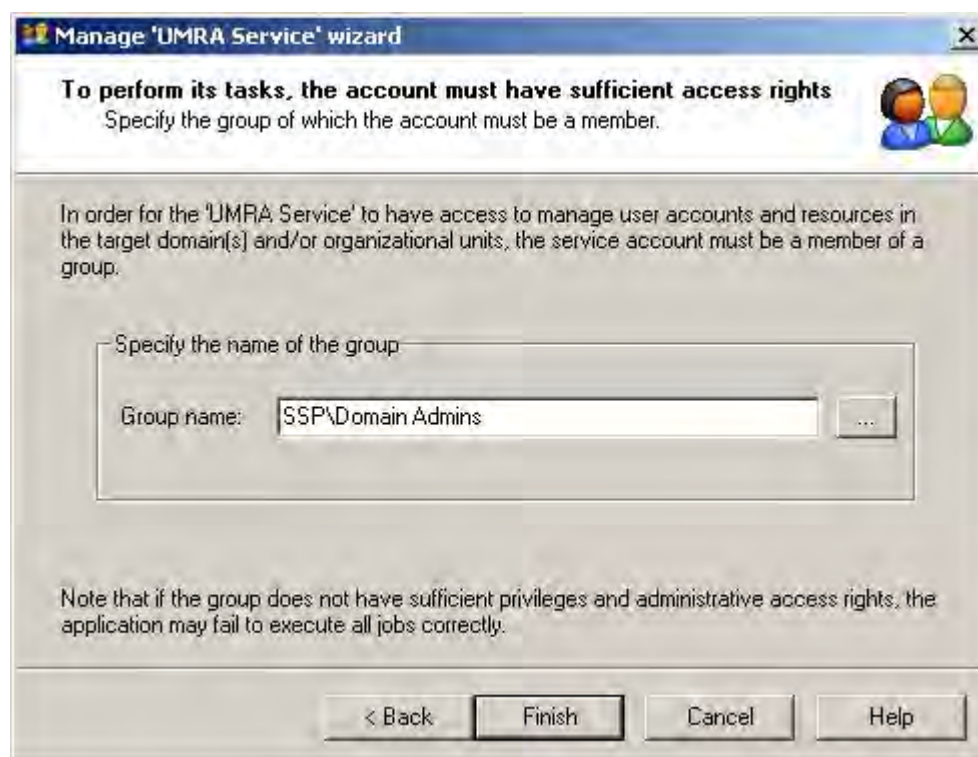 Manage 'UMRA Service' wizard
To perform its tasks, the account must have sufficient access rights
Specify the group of which the account must be a member.
In order for the 'UMRA Service' to have access to manage user accounts and resources in
the target domain(s) and/or organizational units, the service account must be a member of a
group.
Specify the name of the group
Group name: SSP\Domain Admins ...
Note that if the group does not have sufficient privileges and administrative access rights, the
application may fail to execute all jobs correctly.
< Back Finish Cancel Help